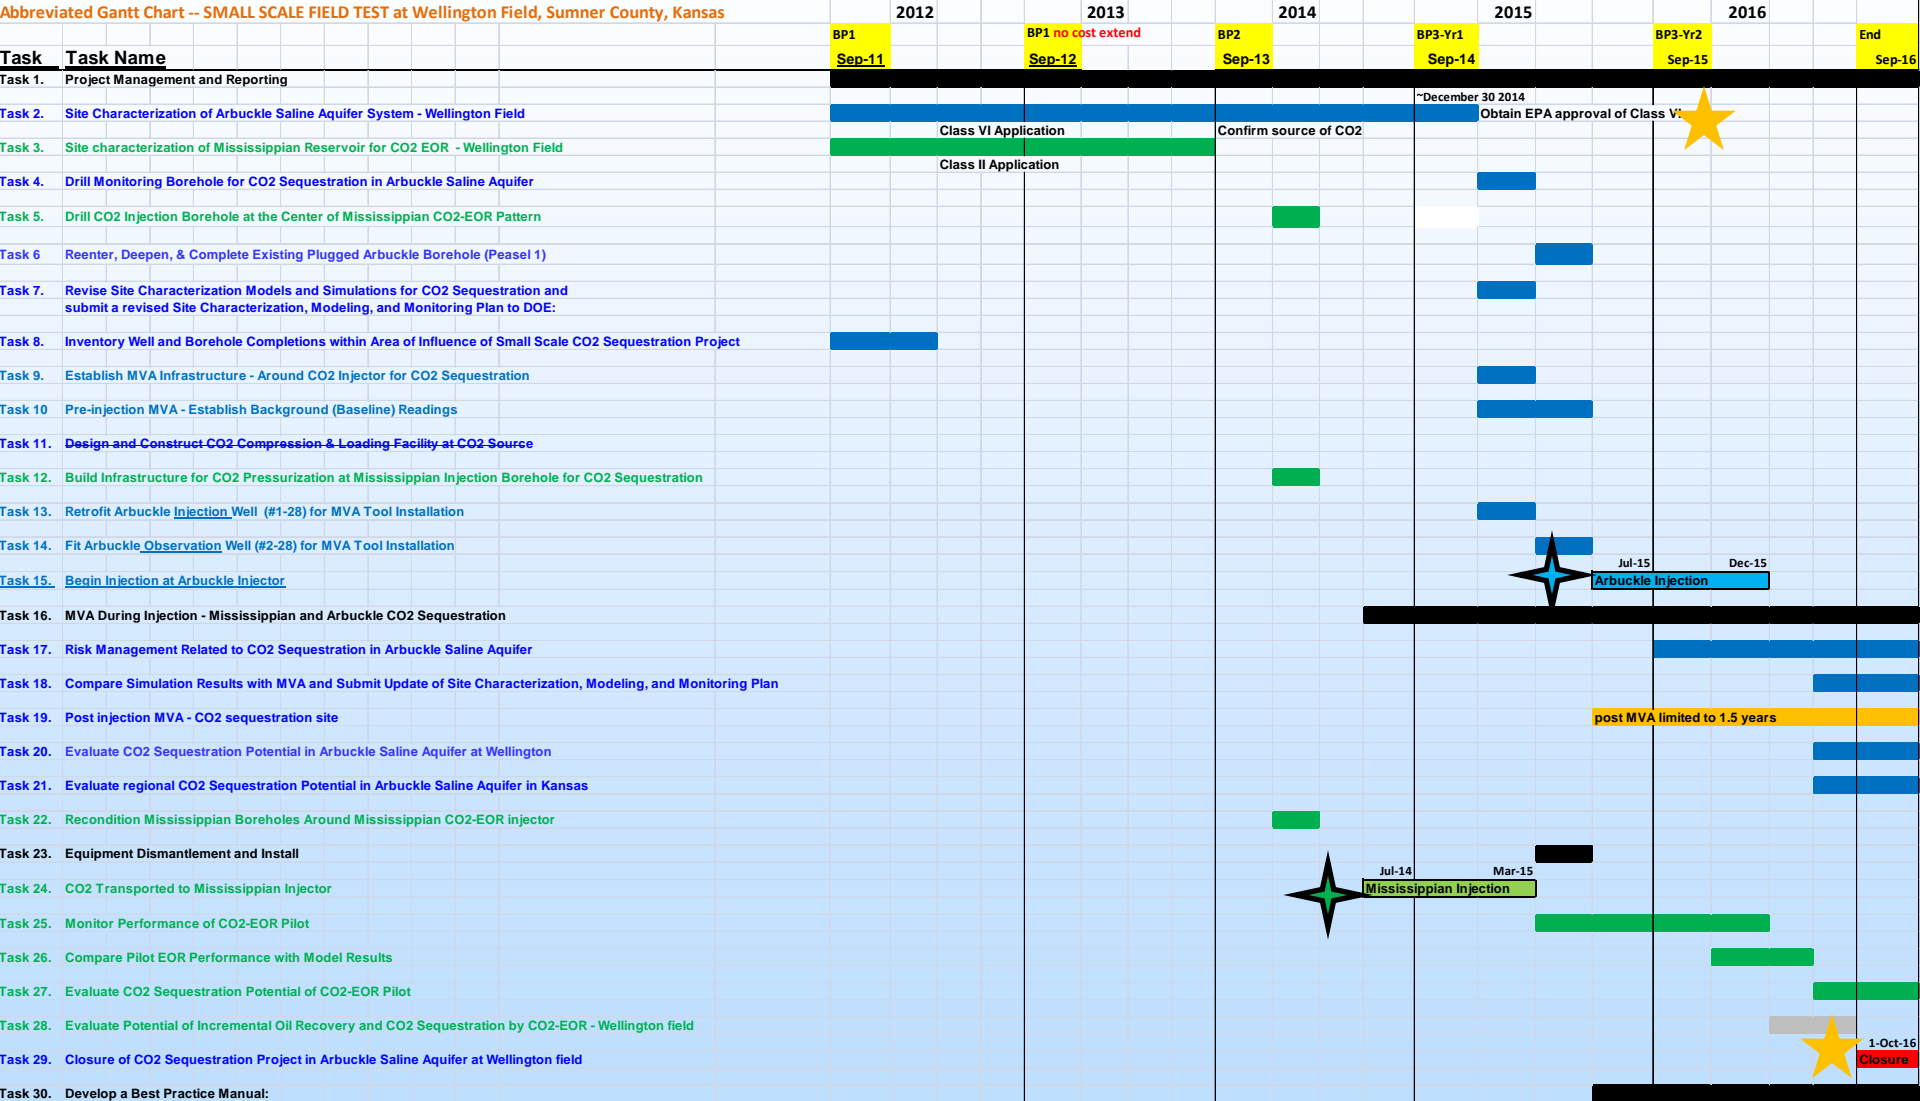 Abbreviated Gantt Chart -- SMALL SCALE FIELD TEST at Wellington Field, Sumner County, Kansas 2012 2013 2014 2015 2016
BP1 BP1 no cost extend BP2 BP3-Yr1 BP3-Yr2 End
Task Task Name Sep-11 Sep-12 Sep-13 Sep-14 Sep-15 Sep-16
Task 1. Project Management and Reporting
~December 30 2014
Task 2. Site Characterization of Arbuckle Saline Aquifer System - Wellington Field Obtain EPA approval of Class
Class VI Application Confirm source of CO2
Task 3. Site characterization of Mississippian Reservoir for CO2 EOR - Wellington Field
Class II Application
Task 4. Drill Monitoring Borehole for CO2 Sequestration in Arbuckle Saline Aquifer
Task 5. Drill CO2 Injection Borehole at the Center of Mississippian CO2-EOR Pattern
Task 6 Reenter, Deepen, & Complete Existing Plugged Arbuckle Borehole (Peasel 1)
Task 7. Revise Site Characterization Models and Simulations for CO2 Sequestration and
submit a revised Site Characterization, Modeling, and Monitoring Plan to DOE:
Task 8. Inventory Well and Borehole Completions within Area of Influence of Small Scale CO2 Sequestration Project
Task 9. Establish MVA Infrastructure - Around CO2 Injector for CO2 Sequestration
Task 10 Pre-injection MVA - Establish Background (Baseline) Readings
Task 11. Design and Construct CO2 Compression & Loading Facility at CO2 Source
Task 12. Build Infrastructure for CO2 Pressurization at Mississippian Injection Borehole for CO2 Sequestration
Task 13. Retrofit Arbuckle Injection Well (#1-28) for MVA Tool Installation
Task 14. Fit Arbuckle Observation Well (#2-28) for MVA Tool Installation
Jul-15 Dec-15
Task 15. Begin Injection at Arbuckle Injector Arbuckle Injection
Task 16. MVA During Injection - Mississippian and Arbuckle CO2 Sequestration
Task 17. Risk Management Related to CO2 Sequestration in Arbuckle Saline Aquifer
Task 18. Compare Simulation Results with MVA and Submit Update of Site Characterization, Modeling, and Monitoring Plan
Task 19. Post injection MVA - CO2 sequestration site post MVA limited to 1.5 years
Task 20. Evaluate CO2 Sequestration Potential in Arbuckle Saline Aquifer at Wellington
Task 21. Evaluate regional CO2 Sequestration Potential in Arbuckle Saline Aquifer in Kansas
Task 22. Recondition Mississippian Boreholes Around Mississippian CO2-EOR injector
Task 23. Equipment Dismantlement and Install
Jul-14 Mar-15
Task 24. CO2 Transported to Mississippian Injector Mississippian Injection
Task 25. Monitor Performance of CO2-EOR Pilot
Task 26. Compare Pilot EOR Performance with Model Results
Task 27. Evaluate CO2 Sequestration Potential of CO2-EOR Pilot
Task 28. Evaluate Potential of Incremental Oil Recovery and CO2 Sequestration by CO2-EOR - Wellington field
1-Oct-16
Task 29. Closure of CO2 Sequestration Project in Arbuckle Saline Aquifer at Wellington field Closure
Task 30. Develop a Best Practice Manual: